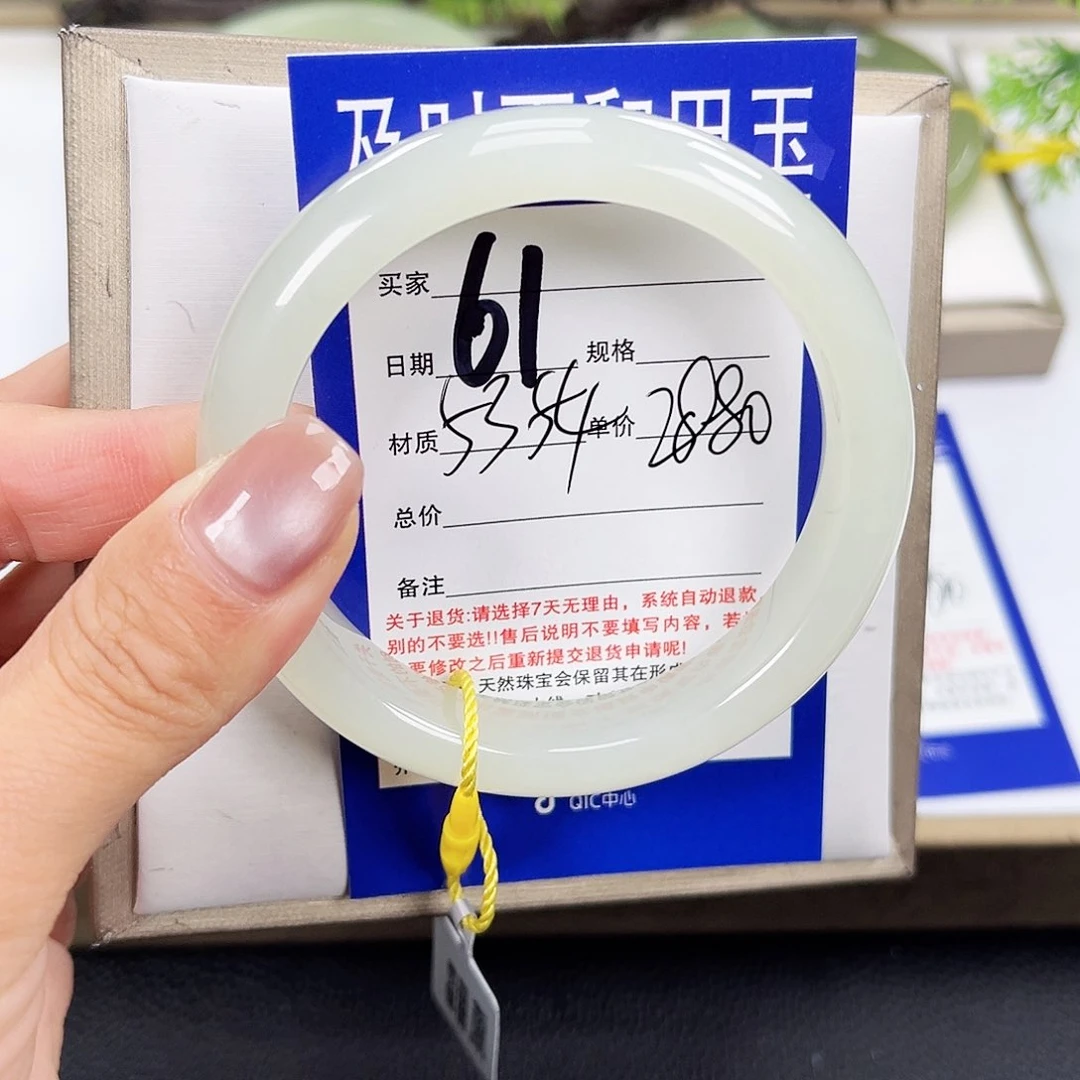 及时雨和田玉
买家 61
日期 规格
材质 5354 单价 2880
总价
备注
关于退货:请选择7天无理由，系统自动退款
别的不要选!!售后说明不要填写内容，若
要修改之后重新提交退货申请呢!
天然珠宝会保留其在形成
QIC中心